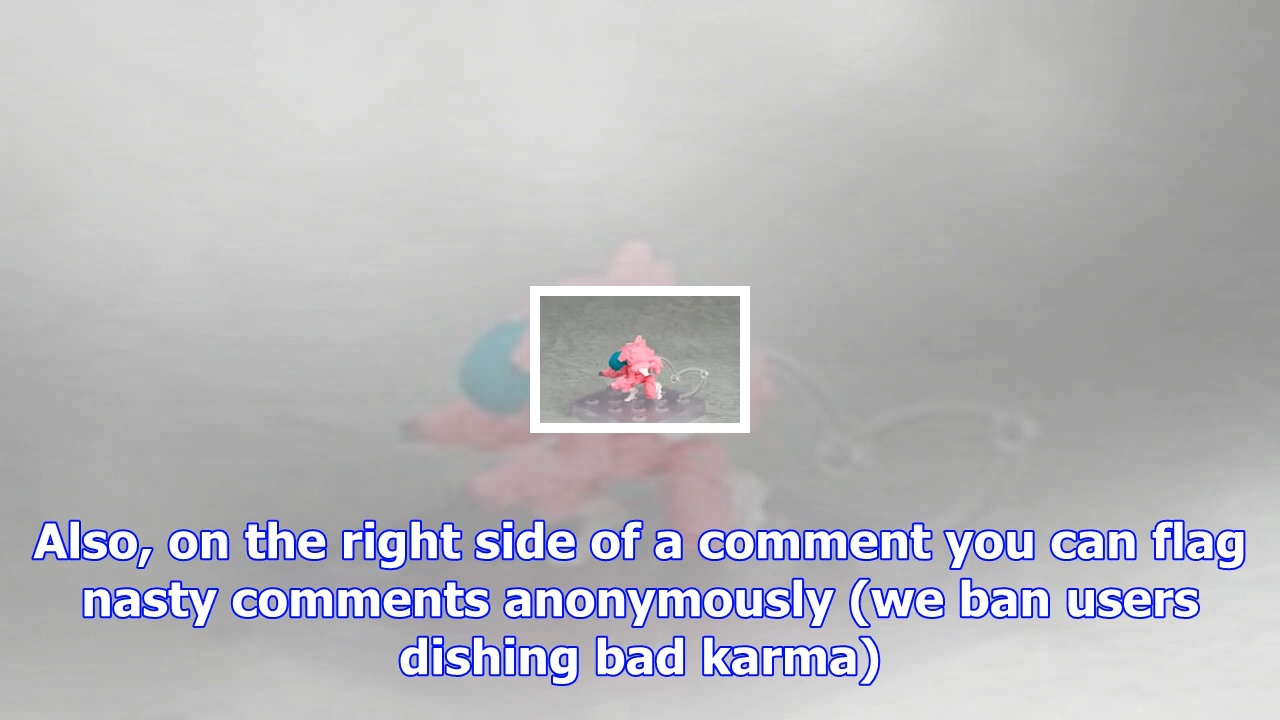 Also, on the right side of a comment you can flag
nasty comments anonymously (we ban users
dishing bad karma)